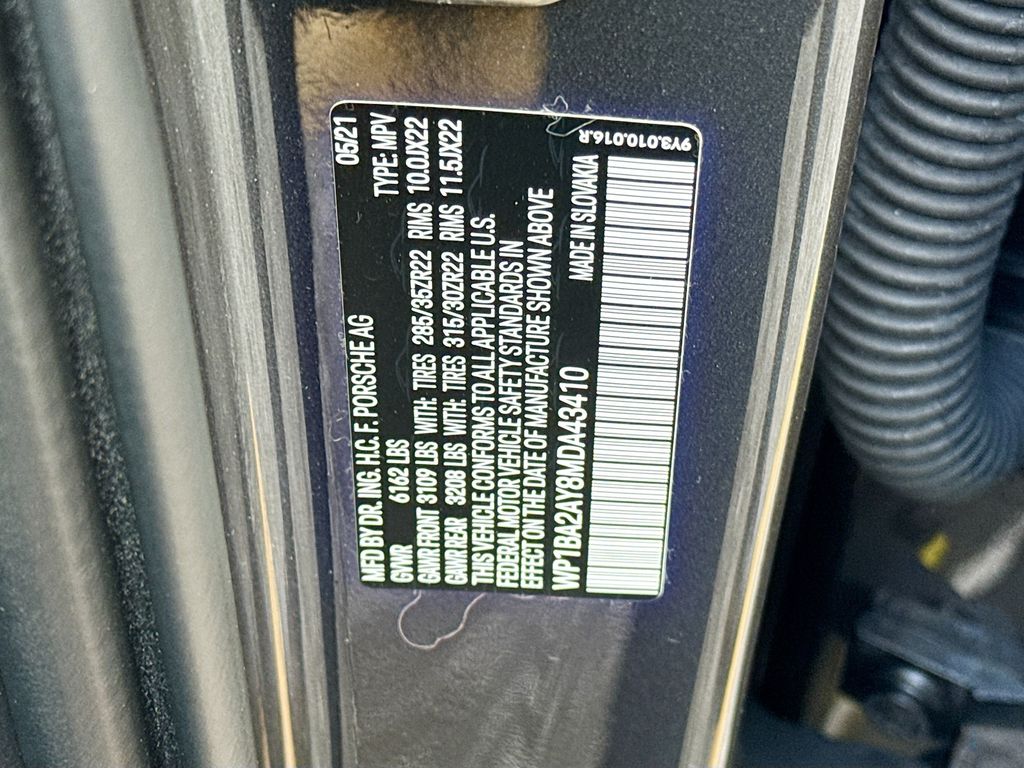 MFD BY DR. ING. H.C. F. PORSCHE AG 05/21
GVWR 6162 LBS TYPE: MPV
GAWR FRONT 3109 LBS WITH: TIRES 285/35ZR22 RIMS 10.0JX22
GAWR REAR 3208 LBS WITH: TIRES 315/30ZR22 RIMS 11.5JX22
THIS VEHICLE CONFORMS TO ALL APPLICABLE U.S.
FEDERAL MOTOR VEHICLE SAFETY STANDARDS IN
EFFECT ON THE DATE OF MANUFACTURE SHOWN ABOVE
WP1BA2AY8MDA43410 MADE IN SLOVAKIA
9Y3.010.016.R